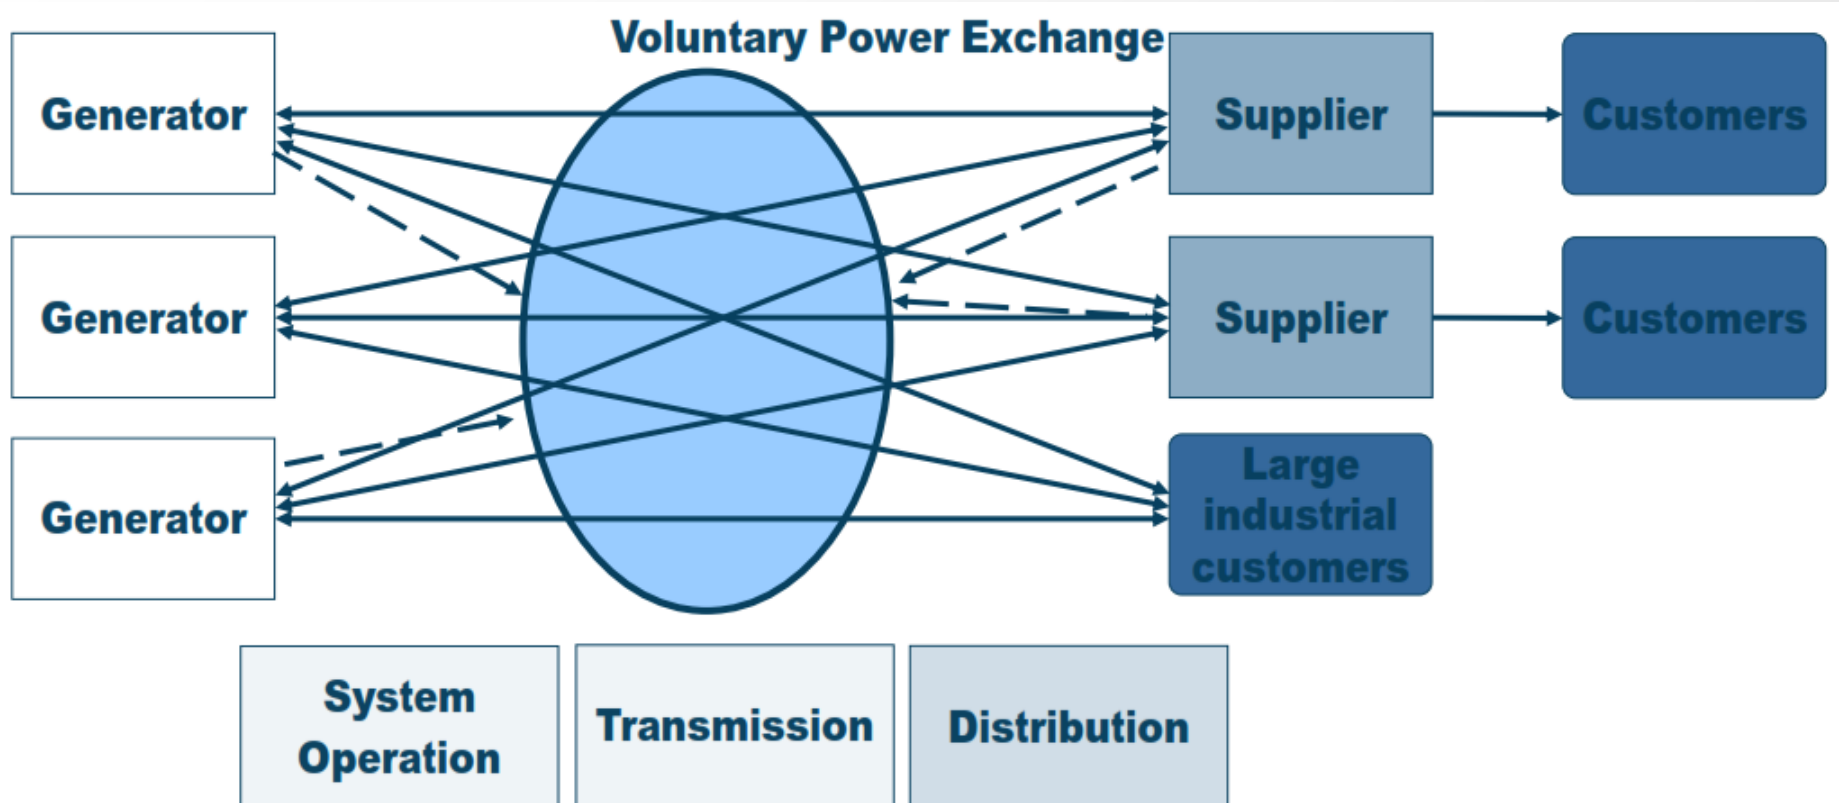 Voluntary Power Exchange
Generator
Supplier
Customers
Generator
Supplier
Customers
Generator
Large
industrial
customers
System
Operation
Transmission
Distribution